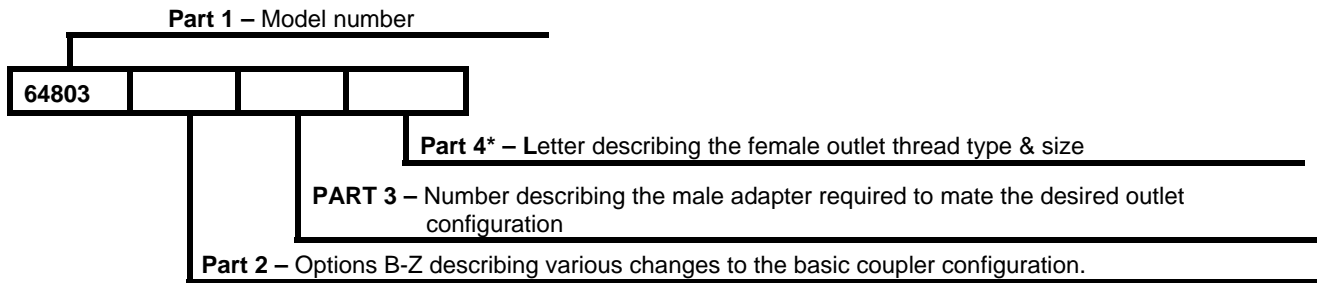 Part 1 – Model number
64803
Part 4* – Letter describing the female outlet thread type & size
PART 3 – Number describing the male adapter required to mate the desired outlet
configuration
Part 2 – Options B-Z describing various changes to the basic coupler configuration.